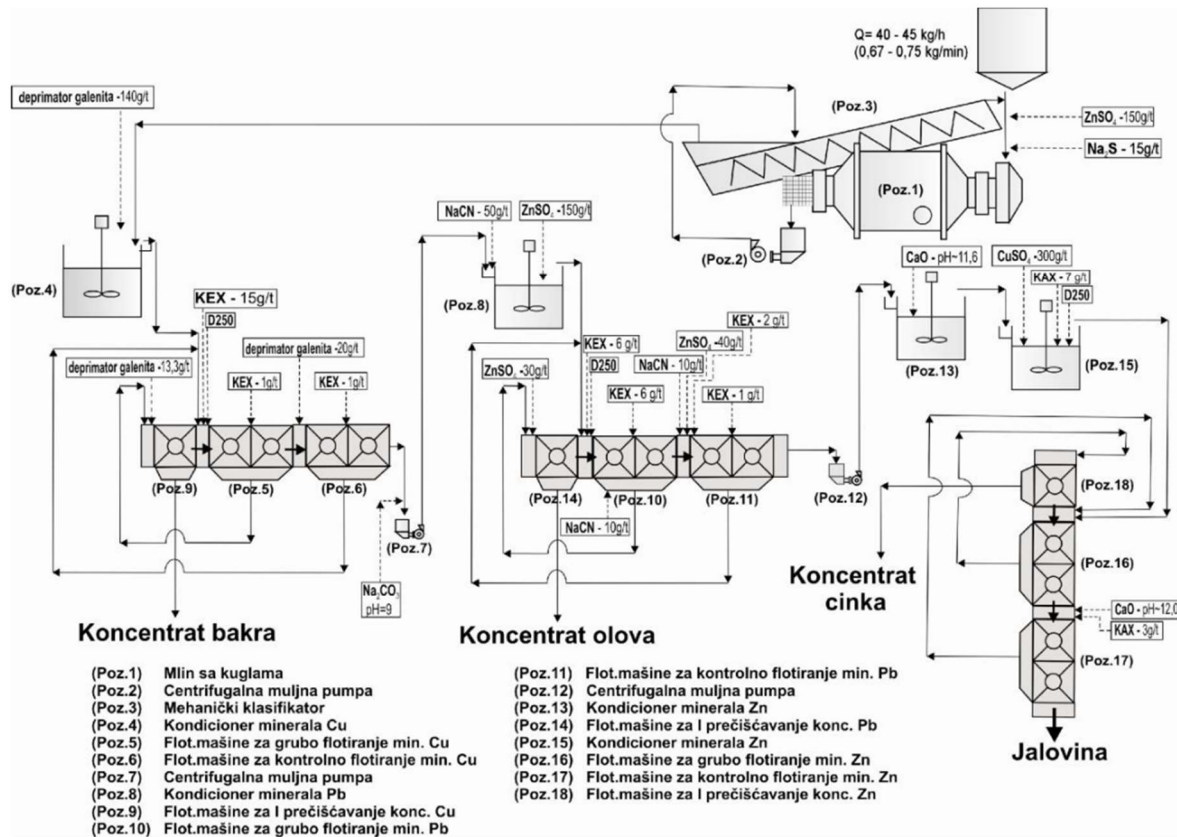 Q= 40 - 45 kg/h
(0,67 - 0,75 kg/min)
deprimator galenita -140g/t
(Poz.3)
ZnSO₄ -150g/t
Na₂S - 15g/t
(Poz.1)
NaCN - 50g/t
ZnSO₄ -150g/t
(Poz.2)
CaO - pH~11,6
CuSO₄ -300g/t
KAX - 7 g/t
D250
(Poz.4)
(Poz.8)
KEX - 15g/t
D250
KEX - 2 g/t
KEX - 6 g/t
ZnSO₄ -40g/t
D250
NaCN - 10g/t
(Poz.13)
(Poz.15)
deprimator galenita -20g/t
deprimator galenita -13,3g/t
ZnSO₄ -30g/t
KEX - 1g/t
KEX - 1g/t
KEX - 6 g/t
KEX - 1 g/t
(Poz.9)
(Poz.5)
(Poz.6)
(Poz.14)
(Poz.10)
(Poz.11)
(Poz.12)
(Poz.18)
(Poz.7)
NaCN - 10g/t
(Poz.16)
Na₂CO₃
pH=9
Koncentrat
cinka
CaO - pH~12,0
KAX - 3g/t
(Poz.17)
Koncentrat bakra
Koncentrat olova
Jalovina
(Poz.1) Mlin sa kuglama
(Poz.2) Centrifugalna muljna pumpa
(Poz.3) Mehanički klasifikator
(Poz.4) Kondicioner minerala Cu
(Poz.5) Flot.mašine za grubo flotiranje min. Cu
(Poz.6) Flot.mašine za kontrolno flotiranje min. Cu
(Poz.7) Centrifugalna muljna pumpa
(Poz.8) Kondicioner minerala Pb
(Poz.9) Flot.mašine za I prečišćavanje konc. Cu
(Poz.10) Flot.mašine za grubo flotiranje min. Pb
(Poz.11) Flot.mašine za kontrolno flotiranje min. Pb
(Poz.12) Centrifugalna muljna pumpa
(Poz.13) Kondicioner minerala Zn
(Poz.14) Flot.mašine za I prečišćavanje konc. Pb
(Poz.15) Kondicioner minerala Zn
(Poz.16) Flot.mašine za grubo flotiranje min. Zn
(Poz.17) Flot.mašine za kontrolno flotiranje min. Zn
(Poz.18) Flot.mašine za I prečišćavanje konc. Zn